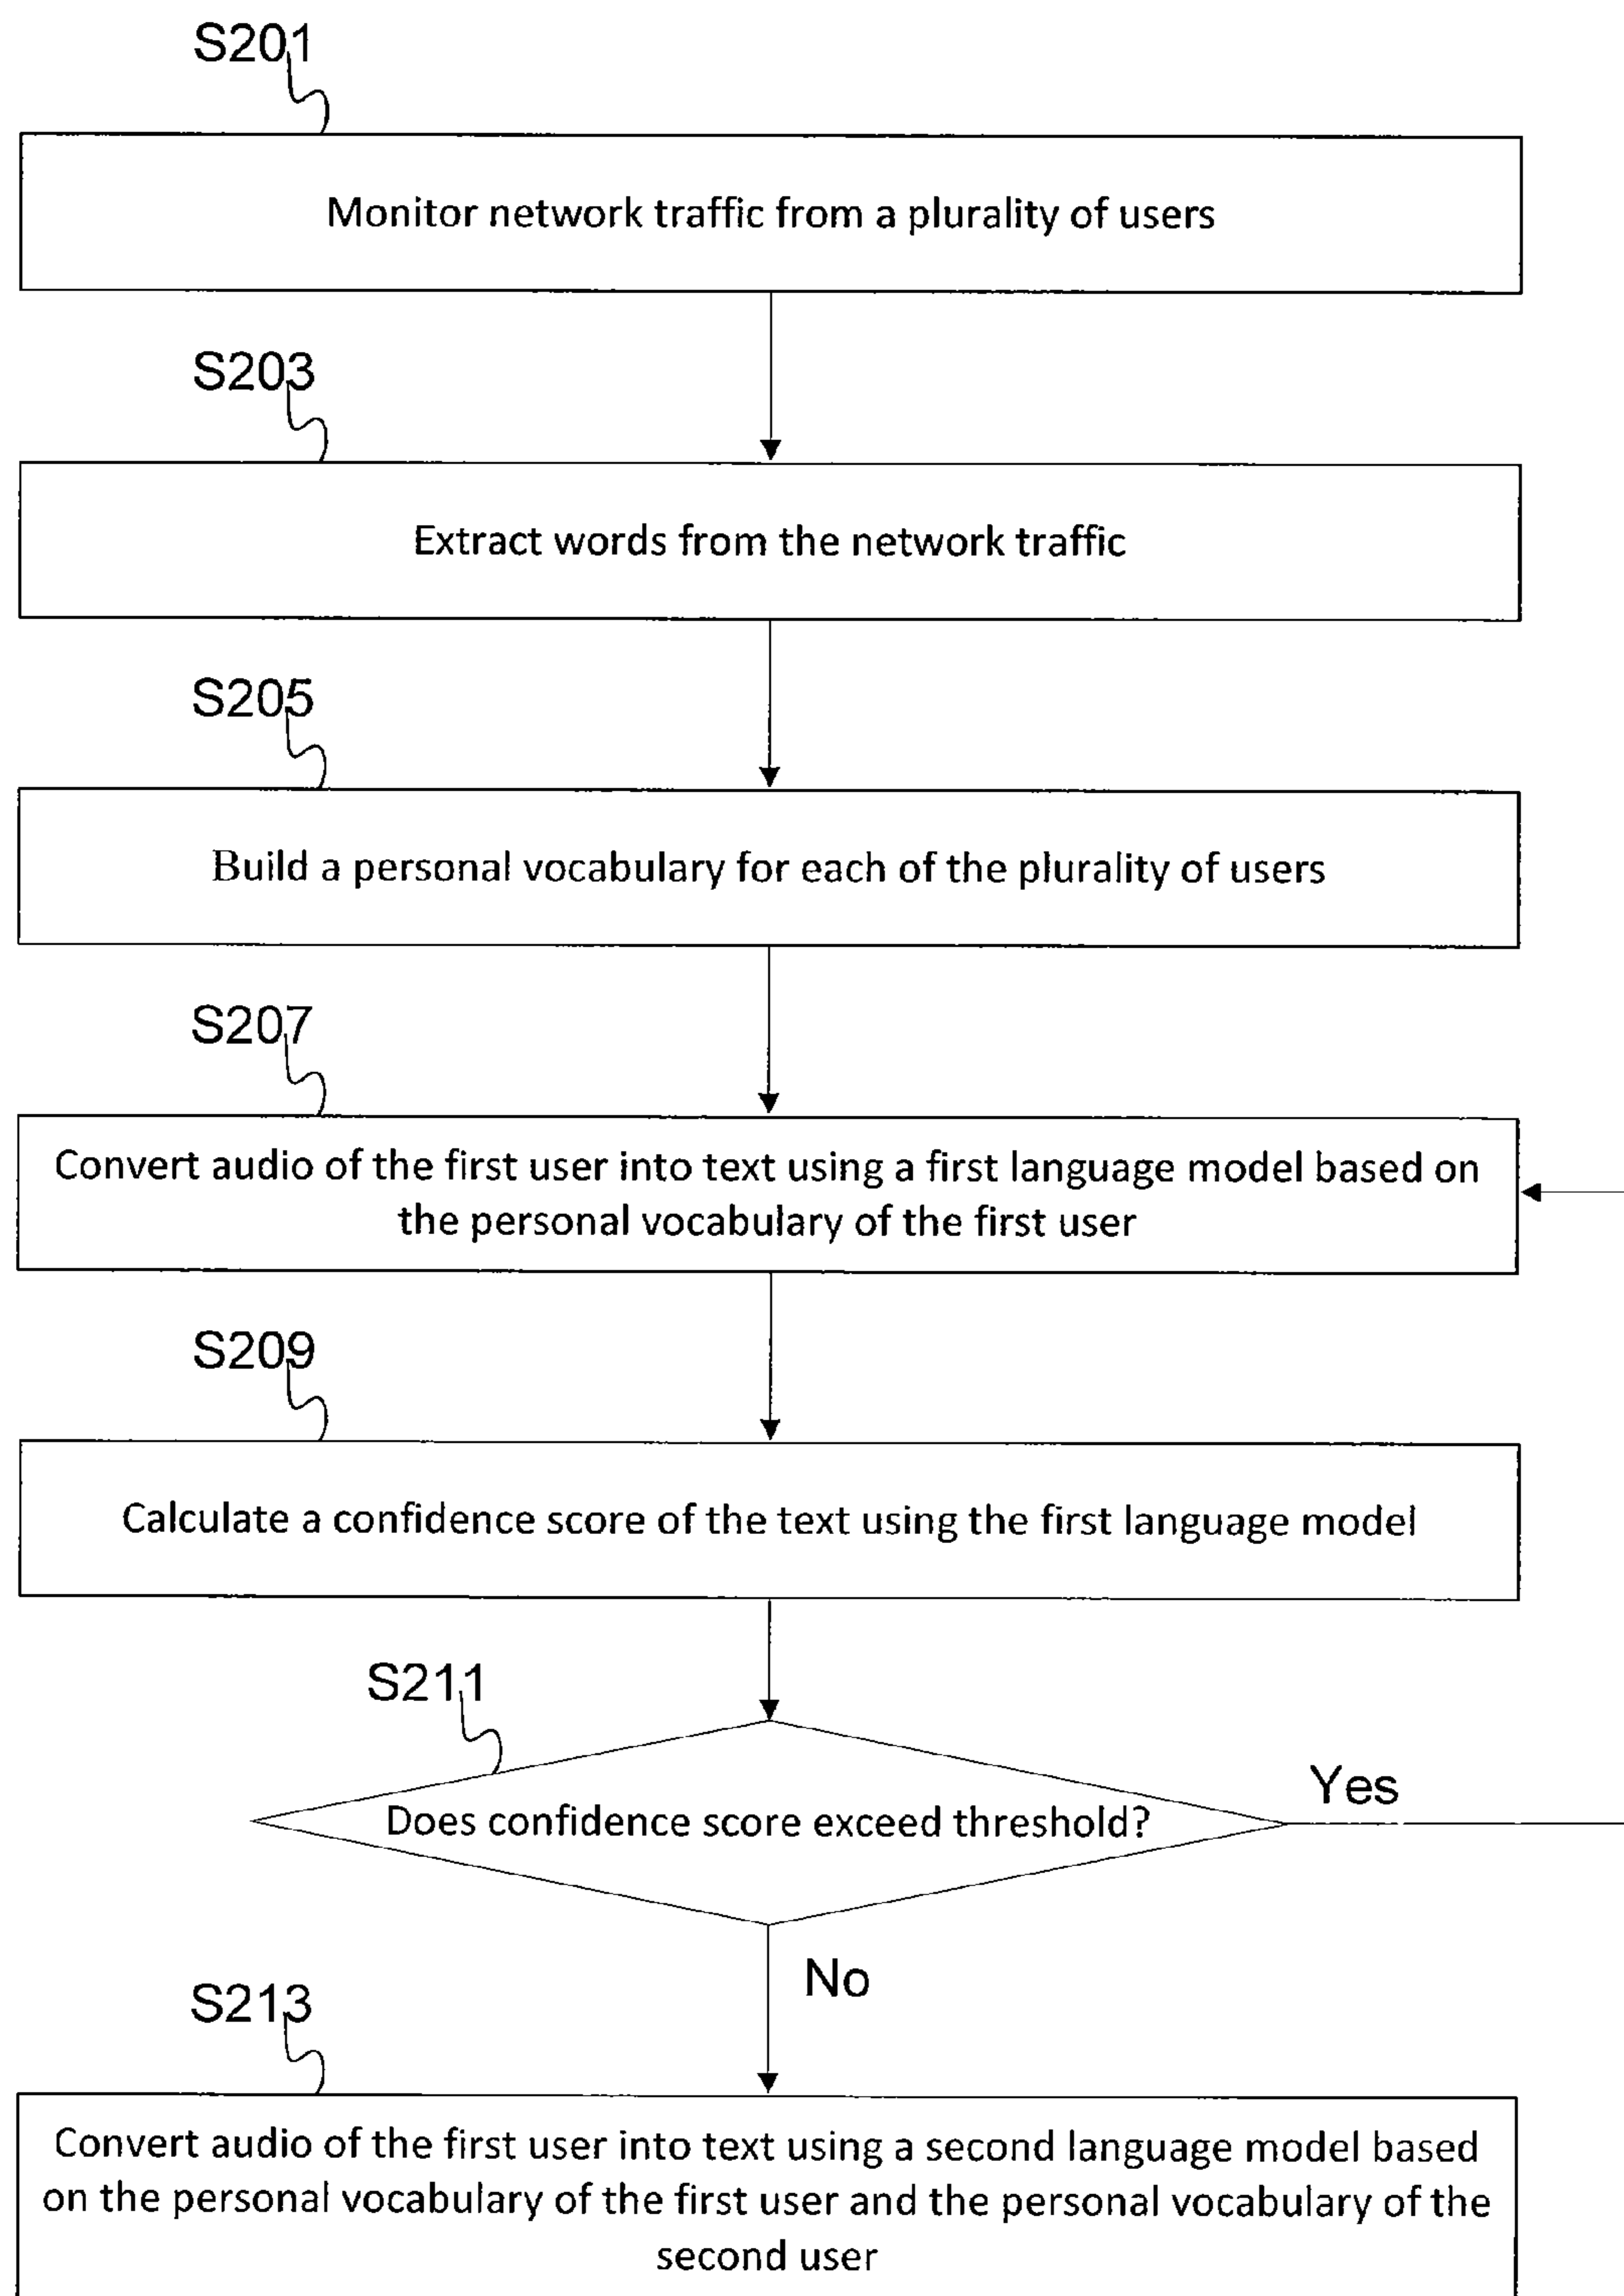 S201
Monitor network traffic from a plurality of users
S203
Extract words from the network traffic
S205
Build a personal vocabulary for each of the plurality of users
S207
Convert audio of the first user into text using a first language model based on
the personal vocabulary of the first user
S209
Calculate a confidence score of the text using the first language model
S211
Does confidence score exceed threshold?
Yes
No
S213
Convert audio of the first user into text using a second language model based
on the personal vocabulary of the first user and the personal vocabulary of the
second user